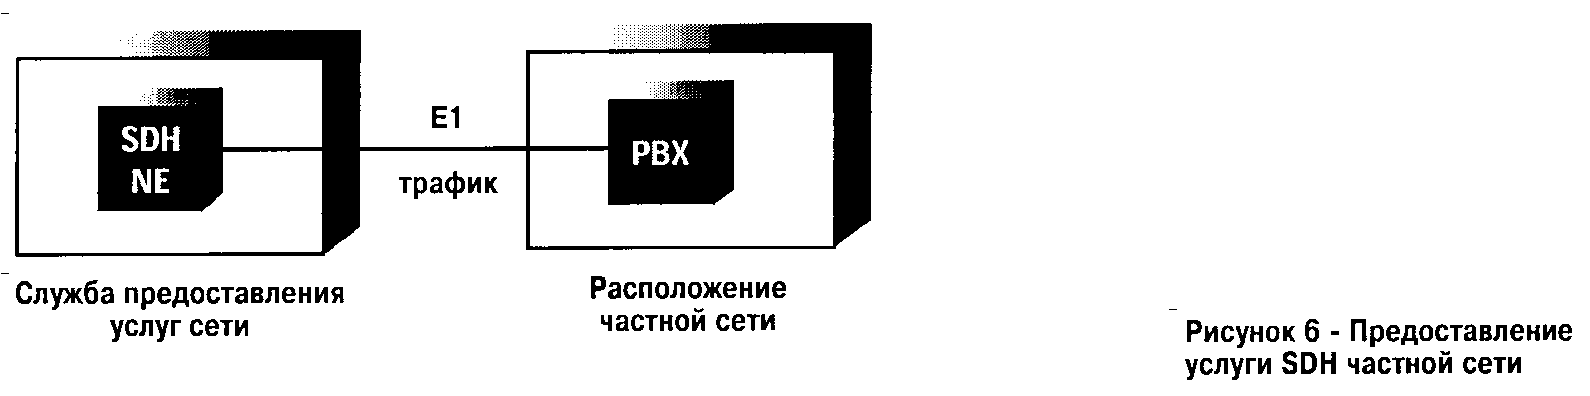 SDH
NE
E1
трафик
PBX
Служба предоставления
услуг сети
Расположение
частной сети
Рисунок 6 - Предоставление
услуги SDH частной сети